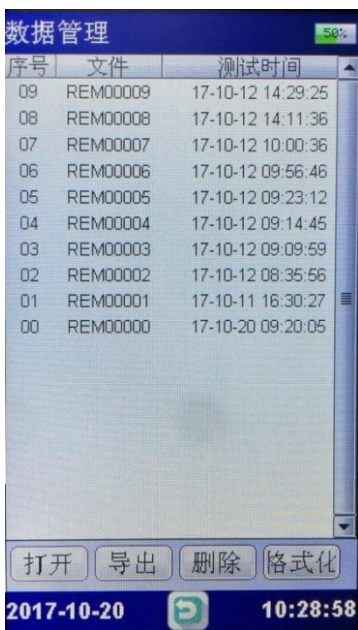 数据管理 50%
序号 文件 测试时间
09 REM00009 17-10-12 14:29:25
08 REM00008 17-10-12 14:11:36
07 REM00007 17-10-12 10:00:36
06 REM00006 17-10-12 09:56:46
05 REM00005 17-10-12 09:23:12
04 REM00004 17-10-12 09:14:45
03 REM00003 17-10-12 09:09:59
02 REM00002 17-10-12 08:35:56
01 REM00001 17-10-11 16:30:27
00 REM00000 17-10-20 09:20:05
打开 导出 删除 格式化
2017-10-20 10:28:58